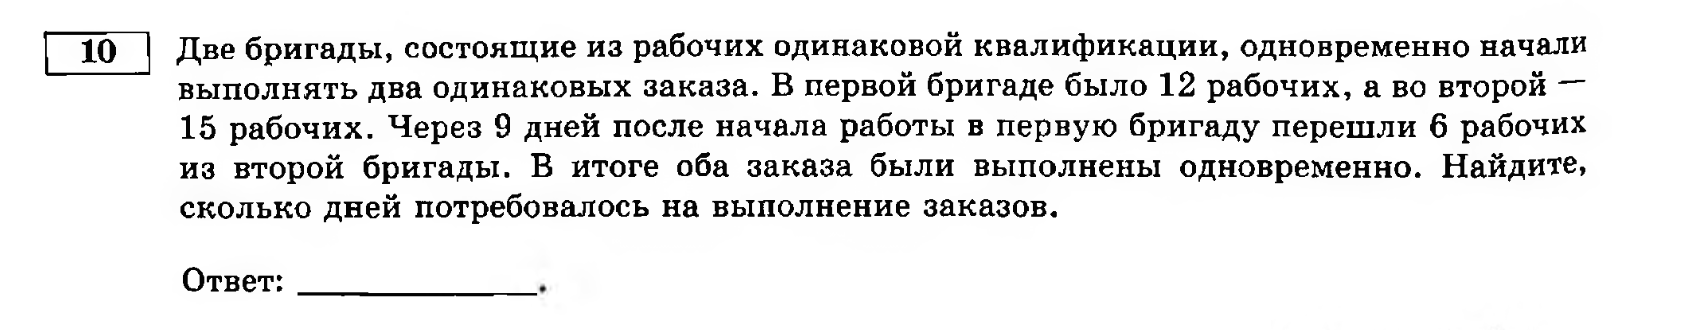 10 Две бригады, состоящие из рабочих одинаковой квалификации, одновременно начали
выполнять два одинаковых заказа. В первой бригаде было 12 рабочих, а во второй —
15 рабочих. Через 9 дней после начала работы в первую бригаду перешли 6 рабочих
из второй бригады. В итоге оба заказа были выполнены одновременно. Найдите,
сколько дней потребовалось на выполнение заказов.
Ответ: _______________.